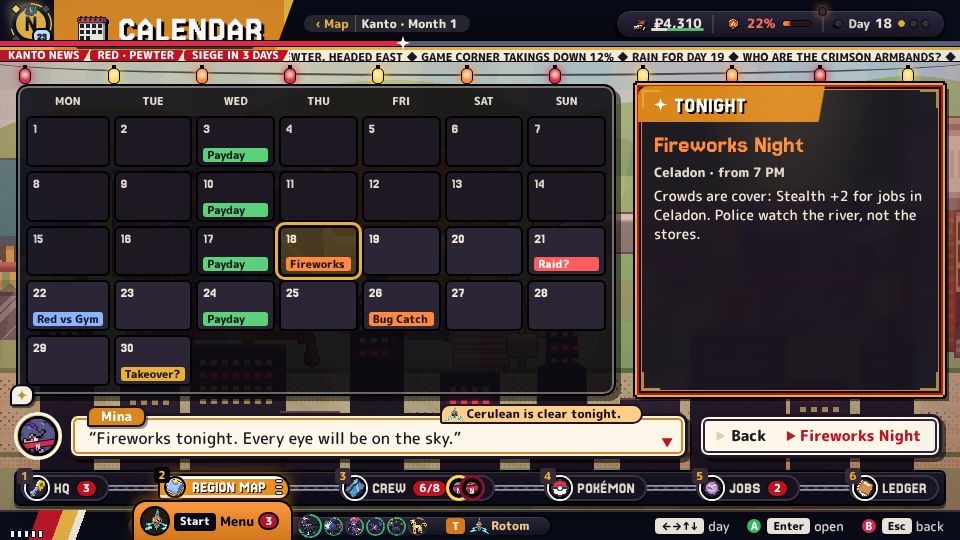 CALENDAR
‹ Map
Kanto · Month 1
₽4,310
22%
Day 18
23
KANTO NEWS
RED · PEWTER
SIEGE IN 3 DAYS
WTER, HEADED EAST ◆ GAME CORNER TAKINGS DOWN 12% ◆ RAIN FOR DAY 19 ◆ WHO ARE THE CRIMSON ARMBANDS? ◆
MON TUE WED THU FRI SAT SUN
1 2 3 4 5 6 7
Payday
8 9 10 11 12 13 14
Payday
15 16 17 18 19 20 21
Payday Fireworks Raid?
22 23 24 25 26 27 28
Red vs Gym Payday Bug Catch
29 30
Takeover?
TONIGHT
Fireworks Night
Celadon · from 7 PM
Crowds are cover: Stealth +2 for jobs in
Celadon. Police watch the river, not the
stores.
Mina
Cerulean is clear tonight.
“Fireworks tonight. Every eye will be on the sky.”
Back
Fireworks Night
1 HQ 3
2 REGION MAP
3 CREW 6/8
4 POKÉMON
5 JOBS 2
6 LEDGER
Start Menu 3
T Rotom
←→↑↓ day
A Enter open
B Esc back